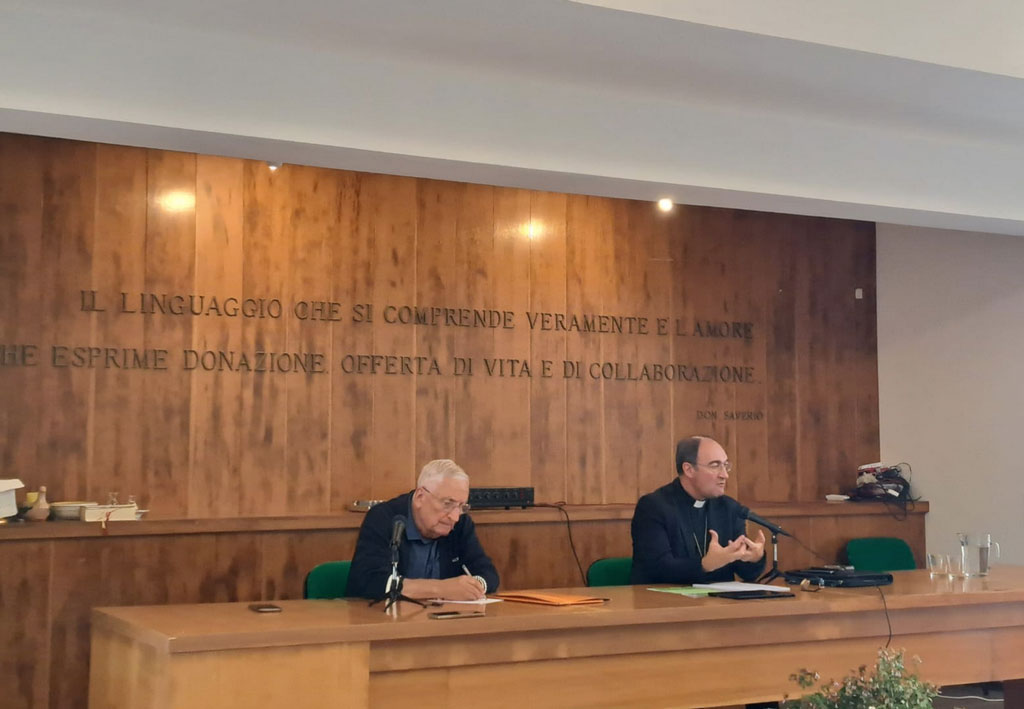 IL LINGUAGGIO CHE SI COMPRENDE VERAMENTE E L'AMORE
HE ESPRIME DONAZIONE. OFFERTA DI VITA E DI COLLABORAZIONE.
DON SAVERIO